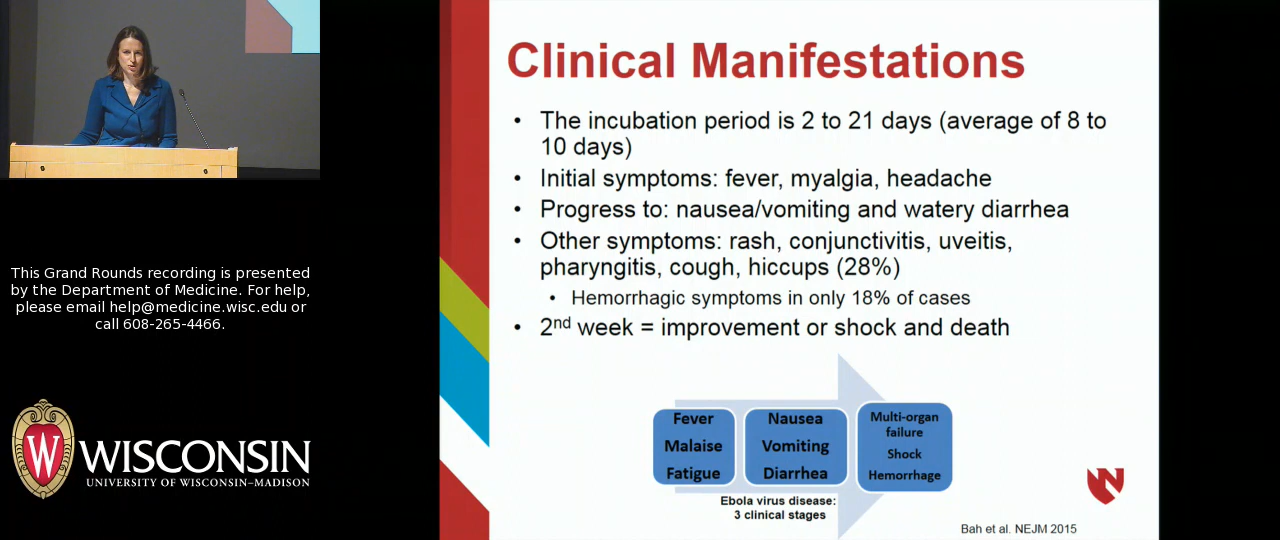 Clinical Manifestations
• The incubation period is 2 to 21 days (average of 8 to
10 days)
• Initial symptoms: fever, myalgia, headache
• Progress to: nausea/vomiting and watery diarrhea
• Other symptoms: rash, conjunctivitis, uveitis,
pharyngitis, cough, hiccups (28%)
• Hemorrhagic symptoms in only 18% of cases
• 2nd week = improvement or shock and death
Fever
Malaise
Fatigue
Nausea
Vomiting
Diarrhea
Multi-organ
failure
Shock
Hemorrhage
Ebola virus disease:
3 clinical stages
Bah et al. NEJM 2015
N
This Grand Rounds recording is presented
by the Department of Medicine. For help,
please email help@medicine.wisc.edu or
call 608-265-4466.
W
WISCONSIN
UNIVERSITY OF WISCONSIN–MADISON